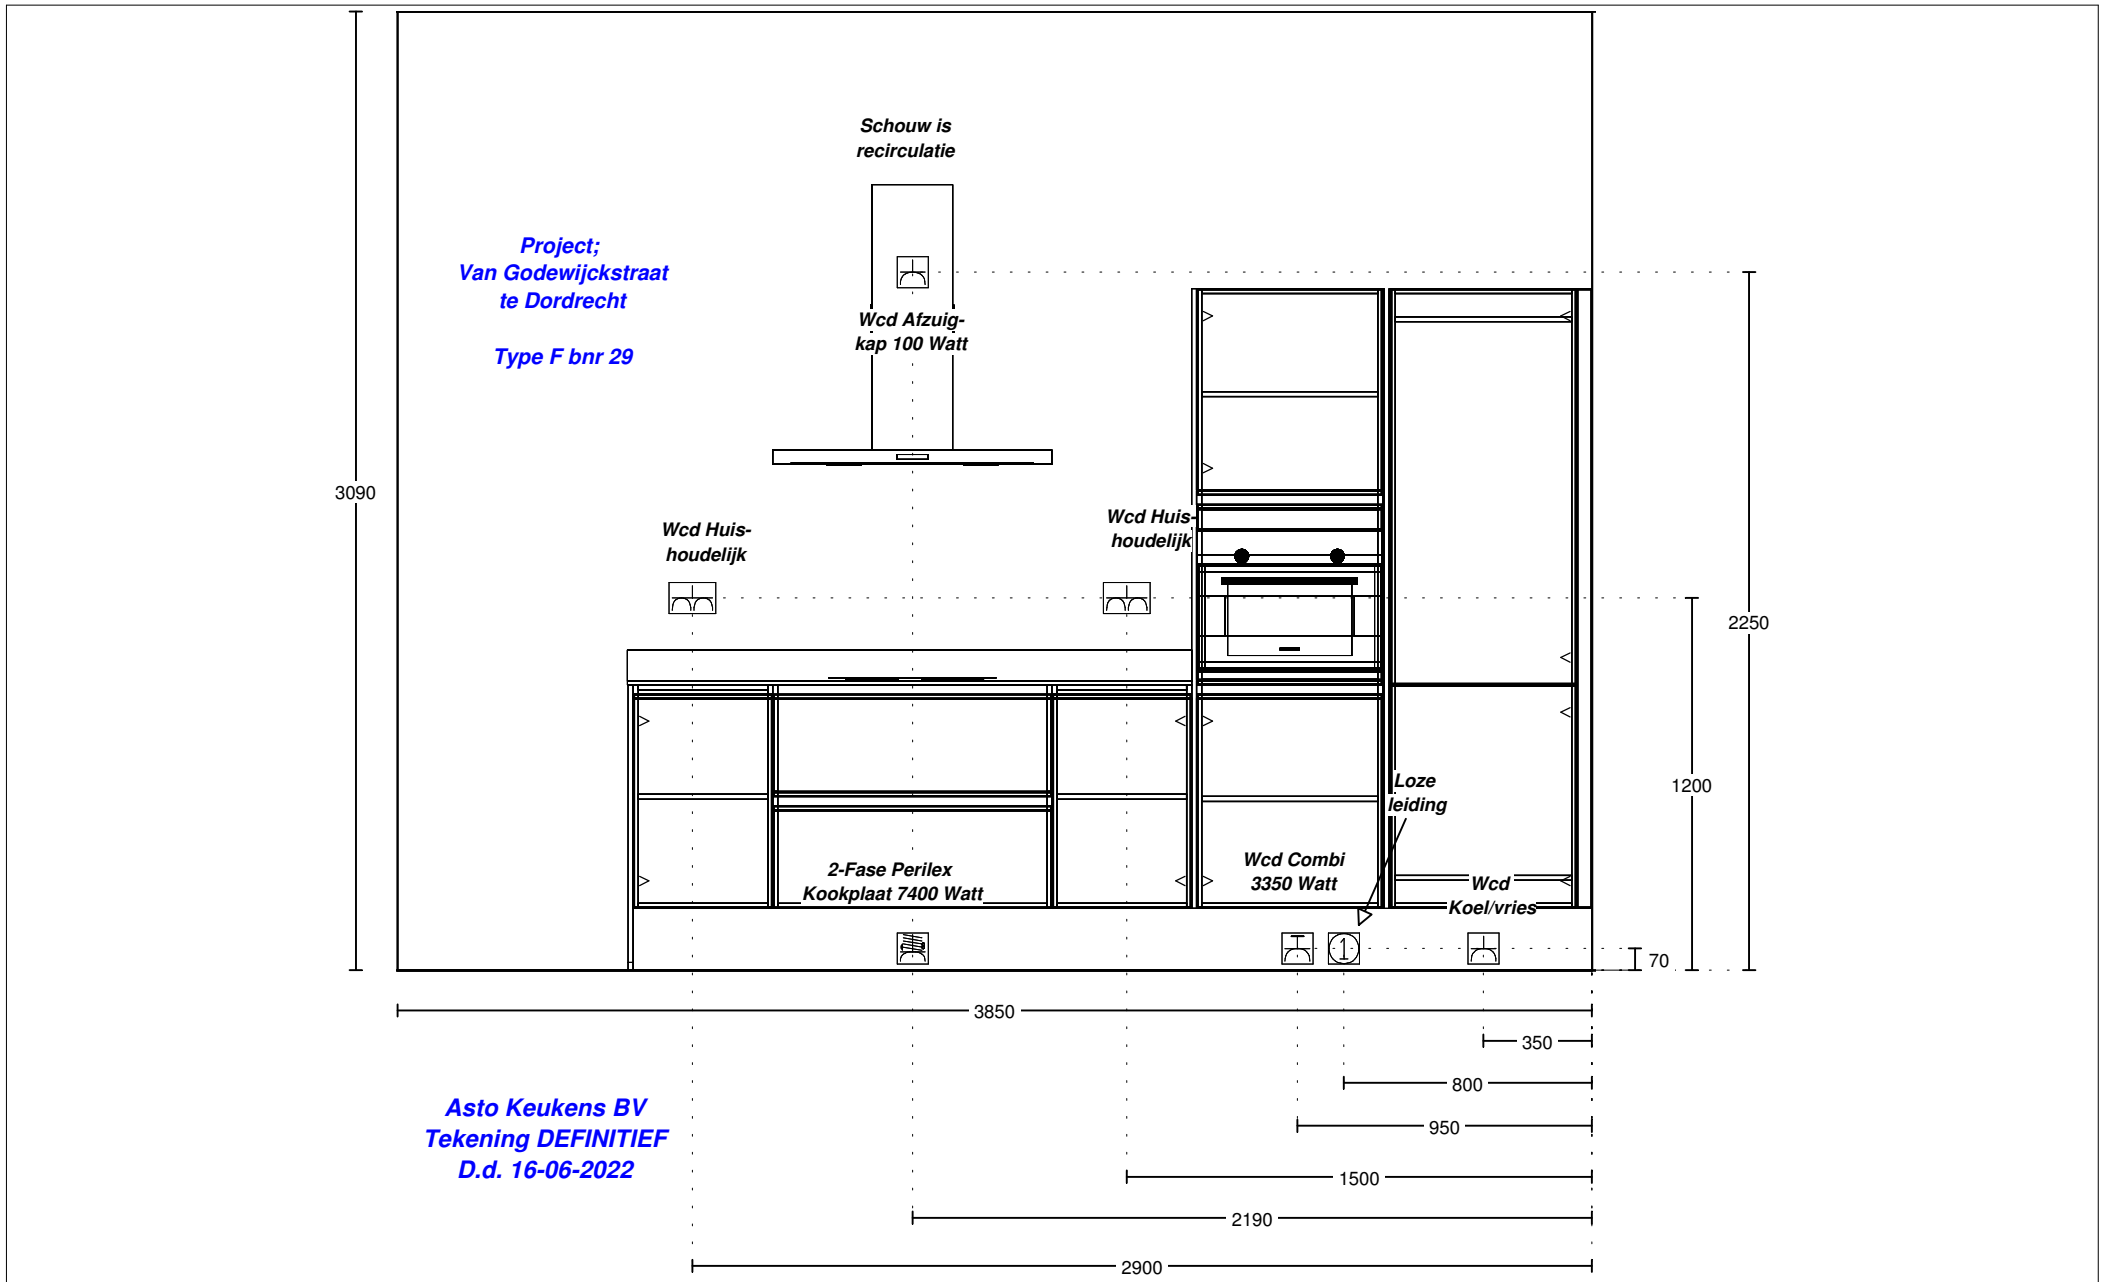 Schouw is
recirculatie
Project;
Van Godewijckstraat
te Dordrecht
Type F bnr 29
Wcd Afzuig-
kap 100 Watt
3090
Wcd Huis-
houdelijk
Wcd Huis-
houdelijk
2250
1200
Loze
leiding
2-Fase Perilex
Kookplaat 7400 Watt
Wcd Combi
3350 Watt
Wcd
Koel/vries
1
70
3850
350
800
950
1500
2190
2900
Asto Keukens BV
Tekening DEFINITIEF
D.d. 16-06-2022